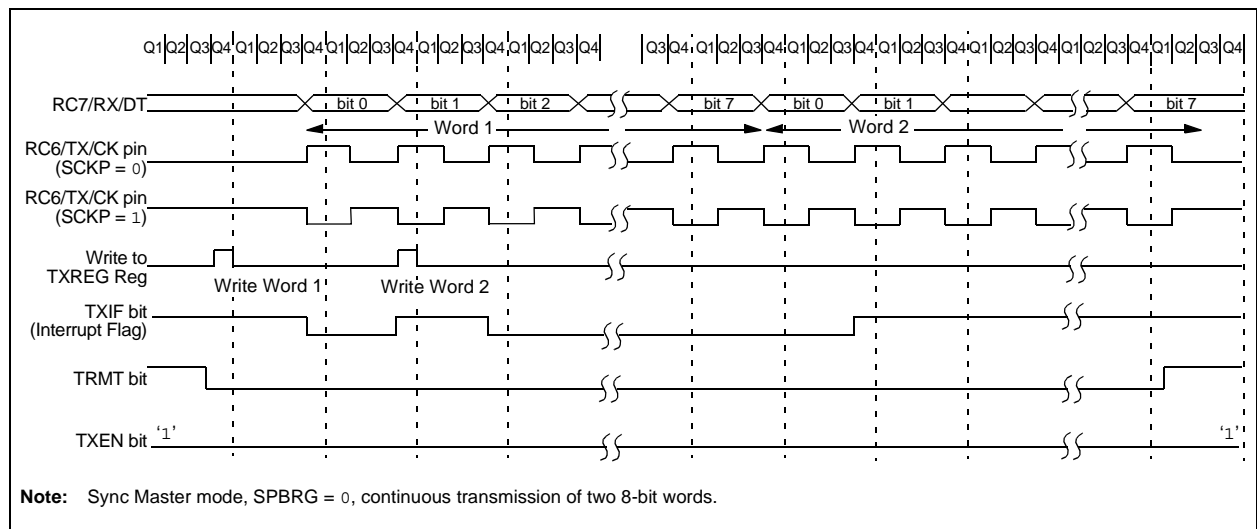 Q1 Q2 Q3 Q4 Q1 Q2 Q3 Q4 Q1 Q2 Q3 Q4 Q1 Q2 Q3 Q4 Q1 Q2 Q3 Q4 Q3 Q4 Q1 Q2 Q3 Q4 Q1 Q2 Q3 Q4 Q1 Q2 Q3 Q4 Q1 Q2 Q3 Q4 Q1 Q2 Q3 Q4 Q1 Q2 Q3 Q4
RC7/RX/DT bit 0 bit 1 bit 2 bit 7 bit 0 bit 1 bit 7
Word 1 Word 2
RC6/TX/CK pin
(SCKP = 0)
RC6/TX/CK pin
(SCKP = 1)
Write to
TXREG Reg
Write Word 1 Write Word 2
TXIF bit
(Interrupt Flag)
TRMT bit
TXEN bit ‘1’ ‘1’
Note: Sync Master mode, SPBRG = 0, continuous transmission of two 8-bit words.